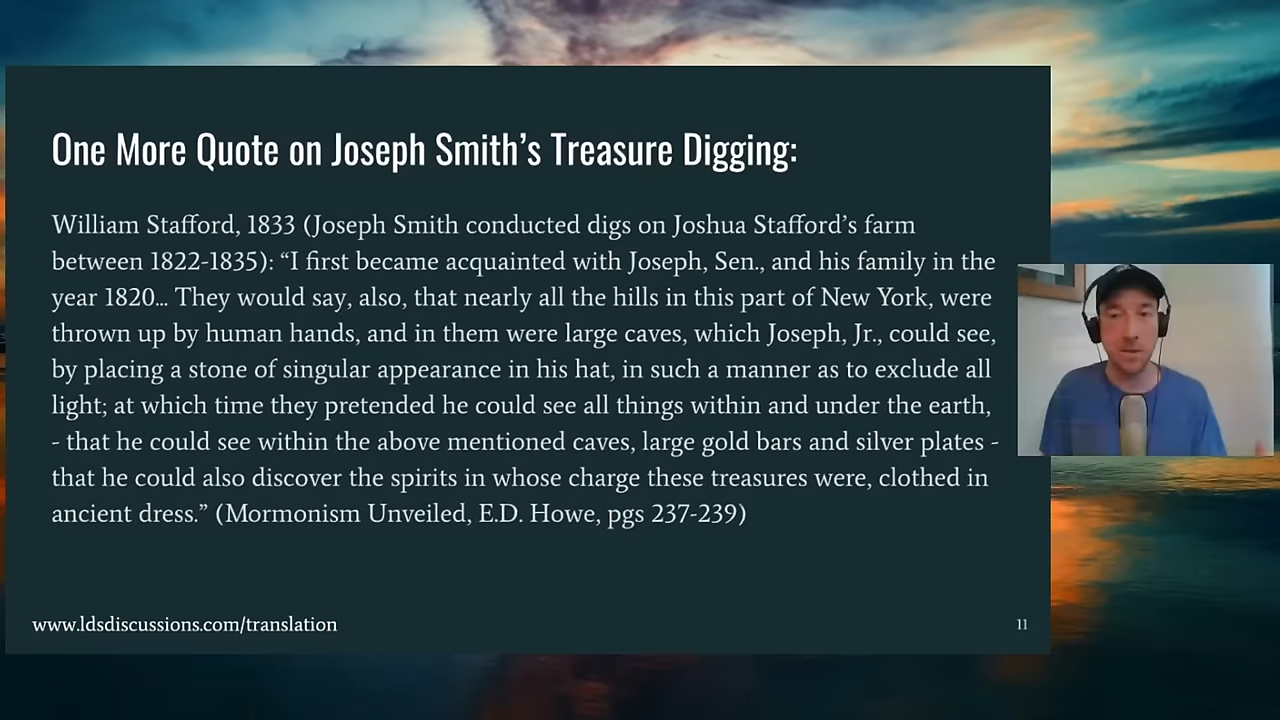 One More Quote on Joseph Smith’s Treasure Digging:
William Stafford, 1833 (Joseph Smith conducted digs on Joshua Stafford’s farm
between 1822-1835): “I first became acquainted with Joseph, Sen., and his family in the
year 1820... They would say, also, that nearly all the hills in this part of New York, were
thrown up by human hands, and in them were large caves, which Joseph, Jr., could see,
by placing a stone of singular appearance in his hat, in such a manner as to exclude all
light; at which time they pretended he could see all things within and under the earth,
- that he could see within the above mentioned caves, large gold bars and silver plates -
that he could also discover the spirits in whose charge these treasures were, clothed in
ancient dress.” (Mormonism Unveiled, E.D. Howe, pgs 237-239)
www.ldsdiscussions.com/translation
11